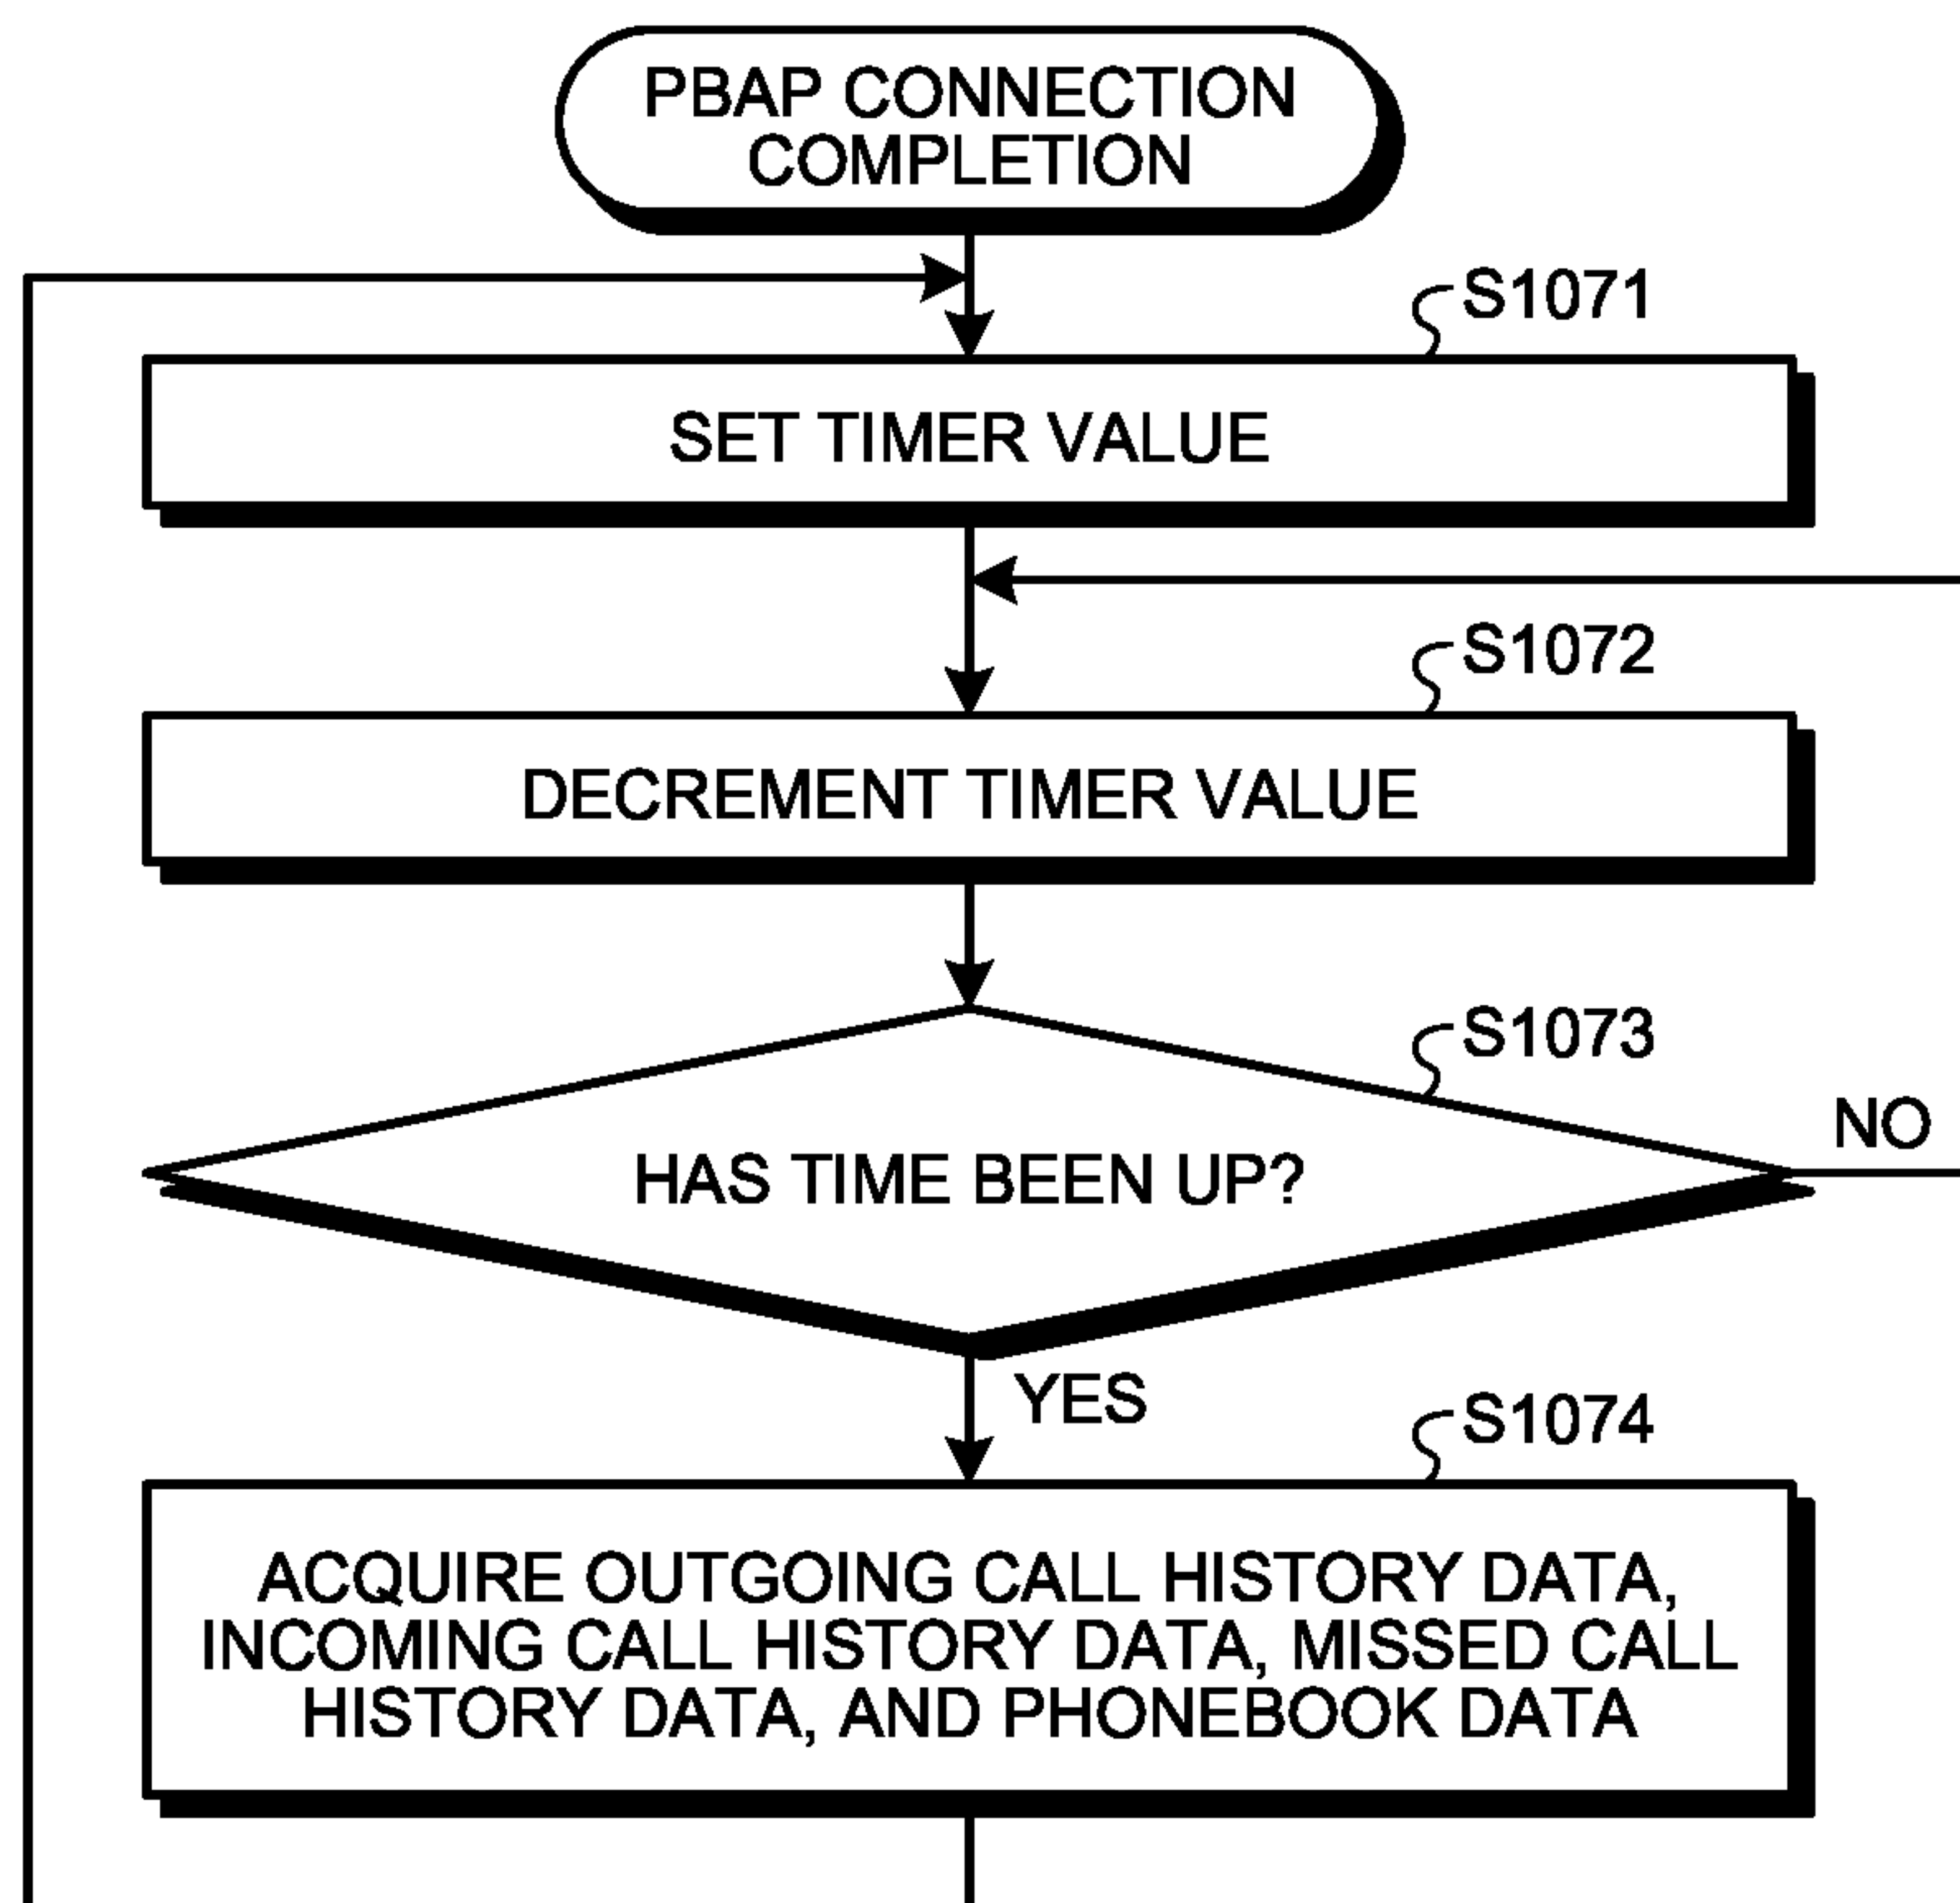 PBAP CONNECTION
COMPLETION
S1071
SET TIMER VALUE
S1072
DECREMENT TIMER VALUE
S1073
NO
HAS TIME BEEN UP?
YES
S1074
ACQUIRE OUTGOING CALL HISTORY DATA,
INCOMING CALL HISTORY DATA, MISSED CALL
HISTORY DATA, AND PHONEBOOK DATA